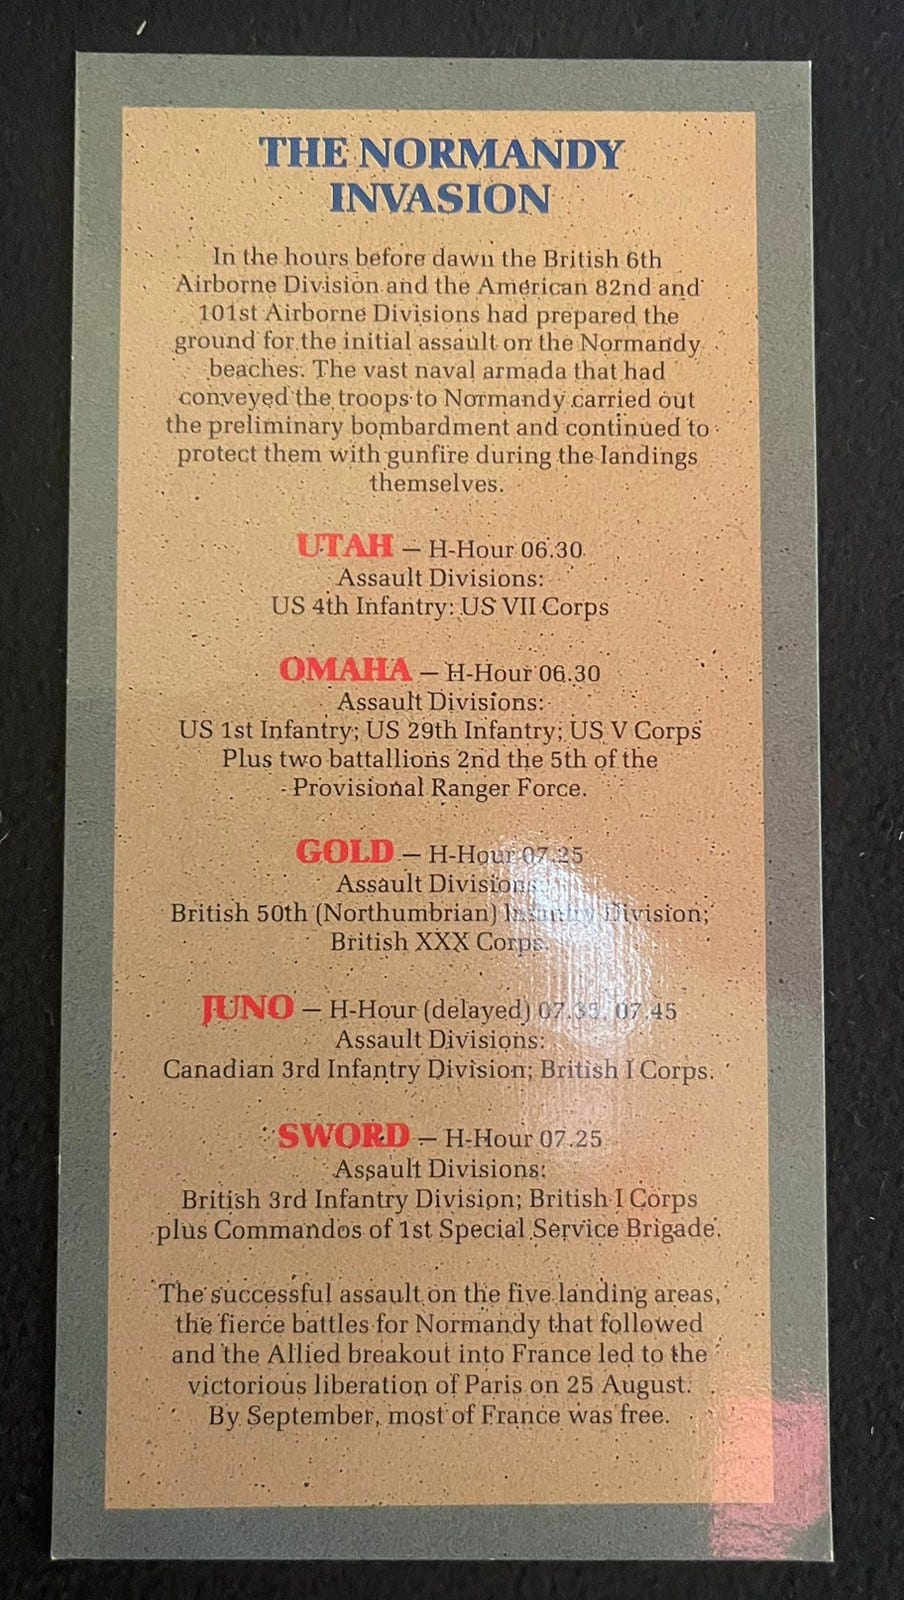 THE NORMANDY
INVASION
In the hours before dawn the British 6th
Airborne Division and the American 82nd and
101st Airborne Divisions had prepared the
ground for the initial assault on the Normandy
beaches. The vast naval armada that had
conveyed the troops to Normandy carried out
the preliminary bombardment and continued to
protect them with gunfire during the landings
themselves.
UTAH – H-Hour 06.30
Assault Divisions:
US 4th Infantry: US VII Corps
OMAHA – H-Hour 06.30
Assault Divisions:
US 1st Infantry; US 29th Infantry; US V Corps
Plus two battallions 2nd the 5th of the
Provisional Ranger Force.
GOLD – H-Hour 07.25
Assault Divisions:
British 50th (Northumbrian) Infantry Division;
British XXX Corps.
JUNO – H-Hour (delayed) 07.35, 07.45
Assault Divisions:
Canadian 3rd Infantry Division; British I Corps.
SWORD – H-Hour 07.25
Assault Divisions:
British 3rd Infantry Division; British I Corps
plus Commandos of 1st Special Service Brigade.
The successful assault on the five landing areas,
the fierce battles for Normandy that followed
and the Allied breakout into France led to the
victorious liberation of Paris on 25 August.
By September, most of France was free.